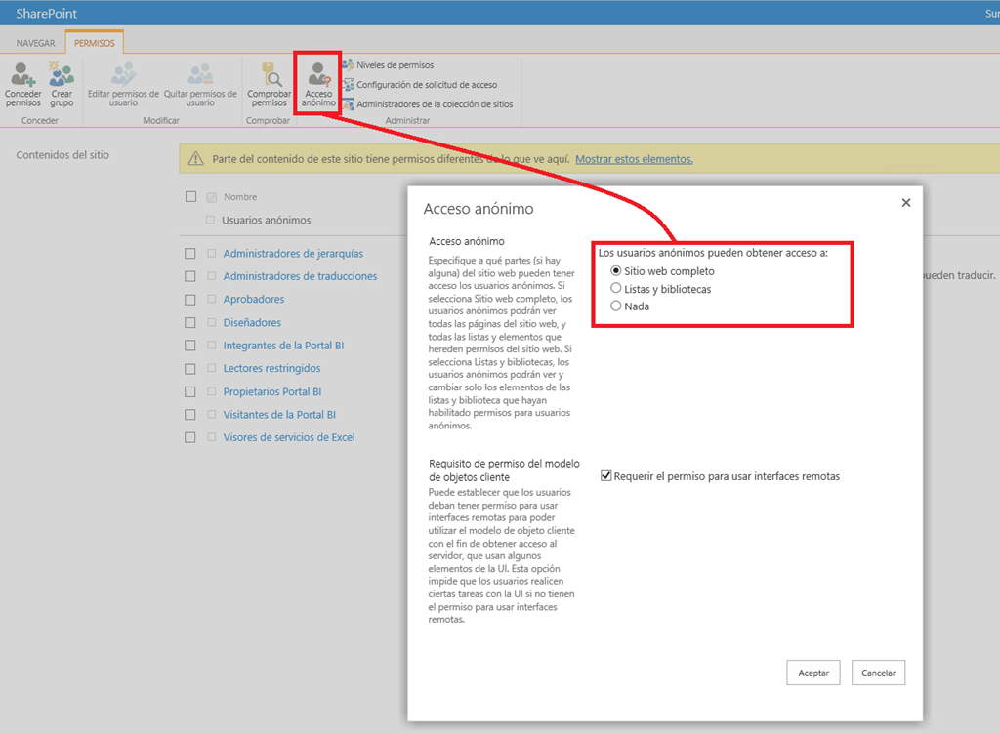 SharePoint
Sur
NAVEGAR
PERMISOS
Conceder permisos
Crear grupo
Editar permisos de usuario
Quitar permisos de usuario
Comprobar permisos
Acceso anónimo
Niveles de permisos
Configuración de solicitud de acceso
Administradores de la colección de sitios
Conceder
Modificar
Comprobar
Administrar
Contenidos del sitio
Parte del contenido de este sitio tiene permisos diferentes de lo que ve aquí. Mostrar estos elementos.
Nombre
Usuarios anónimos
Administradores de jerarquías
Administradores de traducciones
pueden traducir.
Aprobadores
Diseñadores
Integrantes de la Portal BI
Lectores restringidos
Propietarios Portal BI
Visitantes de la Portal BI
Visores de servicios de Excel
Acceso anónimo
Acceso anónimo
Especifique a qué partes (si hay
alguna) del sitio web pueden tener
acceso los usuarios anónimos. Si
selecciona Sitio web completo, los
usuarios anónimos podrán ver
todas las páginas del sitio web, y
todas las listas y elementos que
hereden permisos del sitio web. Si
selecciona Listas y bibliotecas, los
usuarios anónimos podrán ver y
cambiar solo los elementos de las
listas y biblioteca que hayan
habilitado permisos para usuarios
anónimos.
Los usuarios anónimos pueden obtener acceso a:
Sitio web completo
Listas y bibliotecas
Nada
Requisito de permiso del modelo
de objetos cliente
Puede establecer que los usuarios
deban tener permiso para usar
interfaces remotas para poder
utilizar el modelo de objeto cliente
con el fin de obtener acceso al
servidor, que usan algunos
elementos de la UI. Esta opción
impide que los usuarios realicen
ciertas tareas con la UI si no tienen
el permiso para usar interfaces
remotas.
Requerir el permiso para usar interfaces remotas
Aceptar
Cancelar